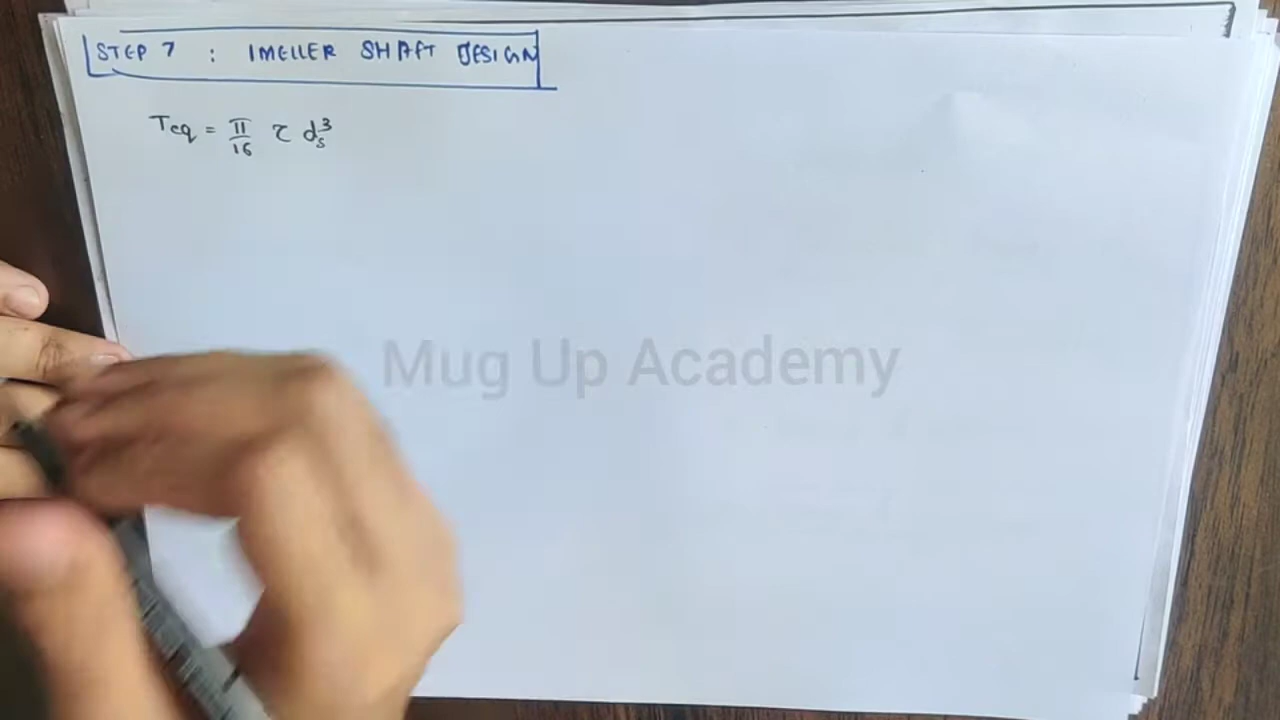 STEP 7 : IMELLER SHAFT DESIGN
Teq = π/16 τ ds³
Mug Up Academy